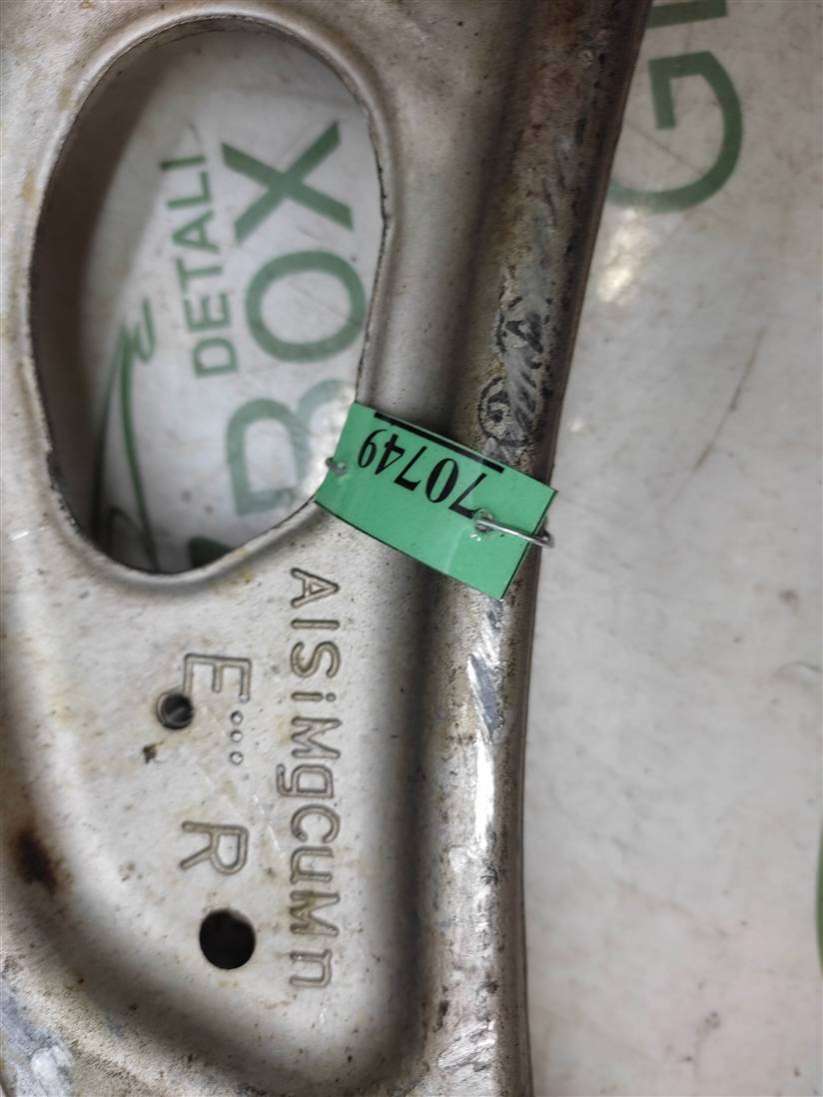 DETALI
BOX
70749
AlSiMgCuMn
E.... R
G